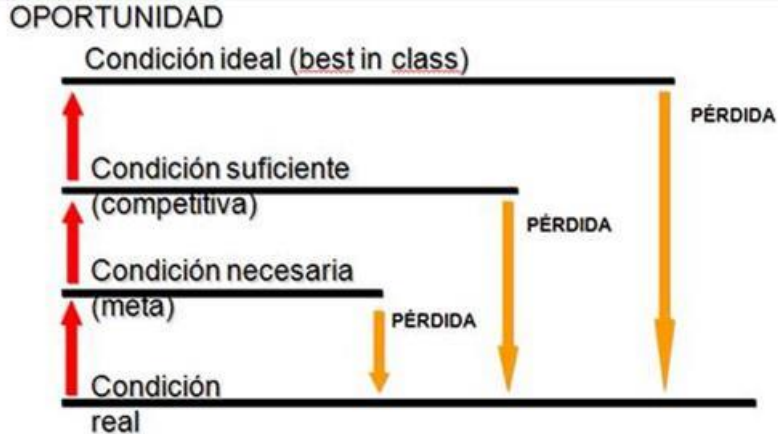 OPORTUNIDAD
Condición ideal (best in class)
PÉRDIDA
Condición suficiente
(competitiva)
PÉRDIDA
Condición necesaria
(meta)
PÉRDIDA
Condición
real